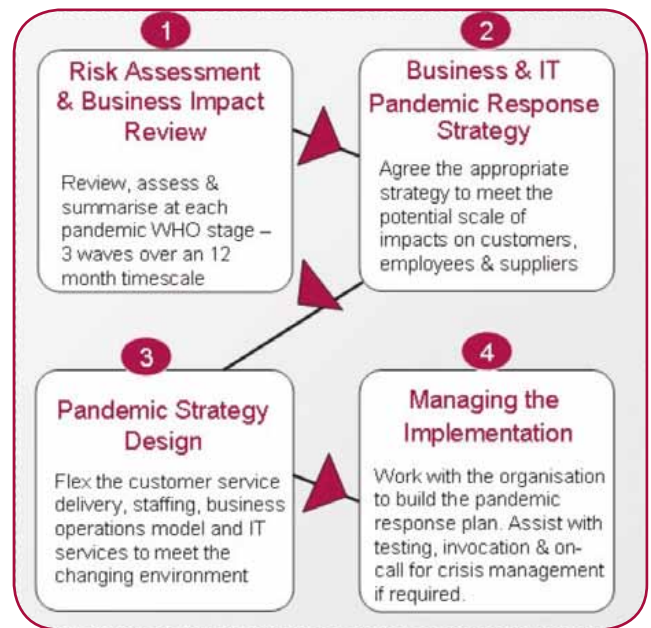 1
Risk Assessment
& Business Impact
Review
Review, assess &
summarise at each
pandemic WHO stage –
3 waves over an 12
month timescale
2
Business & IT
Pandemic Response
Strategy
Agree the appropriate
strategy to meet the
potential scale of
impacts on customers,
employees & suppliers
3
Pandemic Strategy
Design
Flex the customer service
delivery, staffing, business
operations model and IT
services to meet the
changing environment
4
Managing the
Implementation
Work with the organisation
to build the pandemic
response plan. Assist with
testing, invocation & on-
call for crisis management
if required.